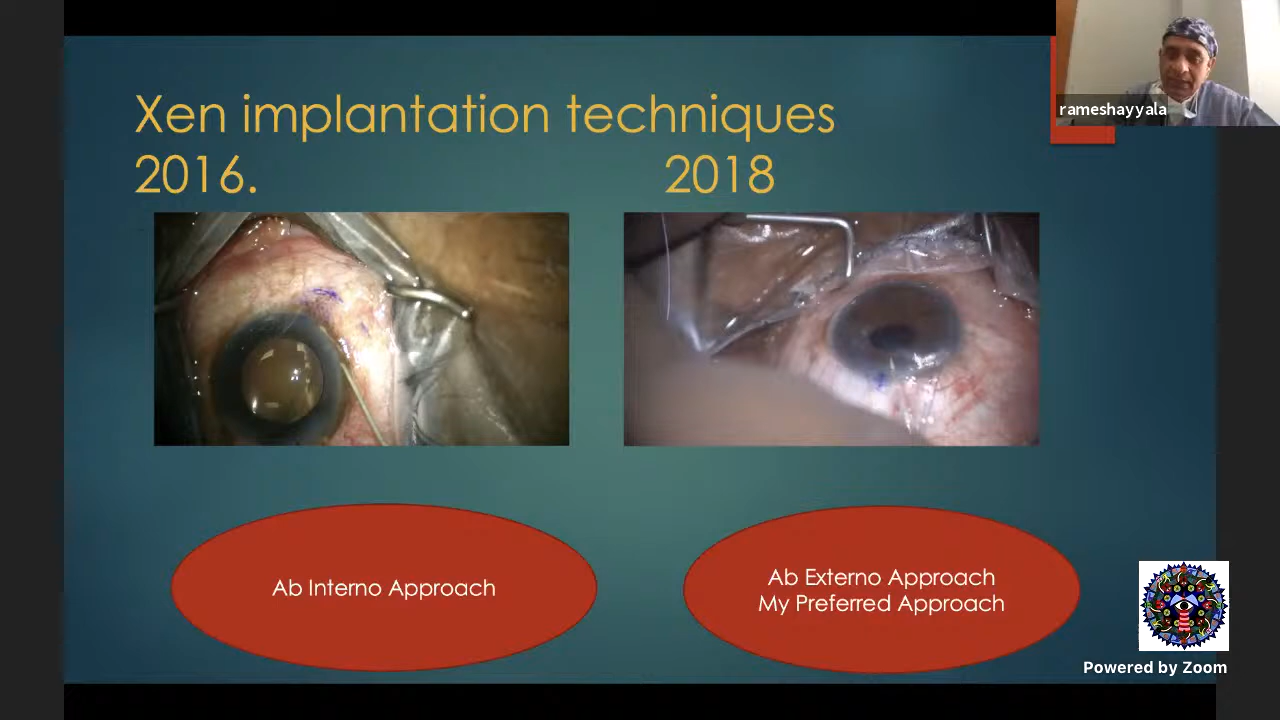 Xen implantation techniques
2016. 2018
rameshayyala
Ab Interno Approach
Ab Externo Approach
My Preferred Approach
Powered by Zoom